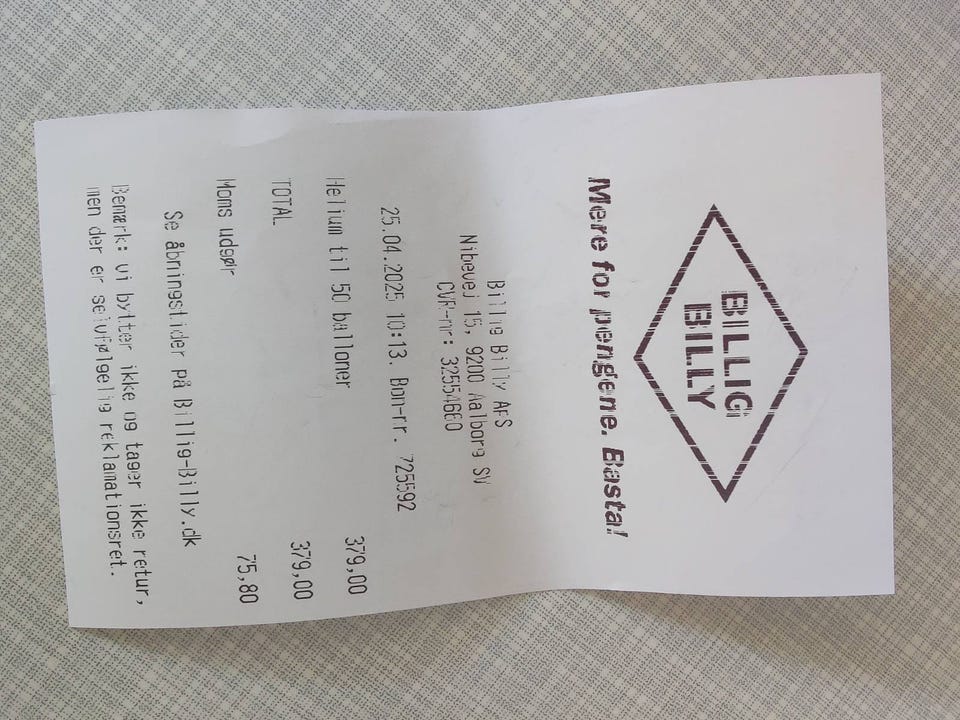 BILLIG
BILLY
Mere for pengene. Basta!
Billig Billy ApS
Nibevej 15, 9200 Aalborg SV
CVR-nr: 32554660
25.04.2025 10:13. Bon-nr. 725592
Helium til 50 balloner 379,00
TOTAL 379,00
Moms udgør 75,80
Se åbningstider på Billig-Billy.dk
Bemærk: vi bytter ikke og tager ikke retur,
men der er selvfølgelig reklamationsret.